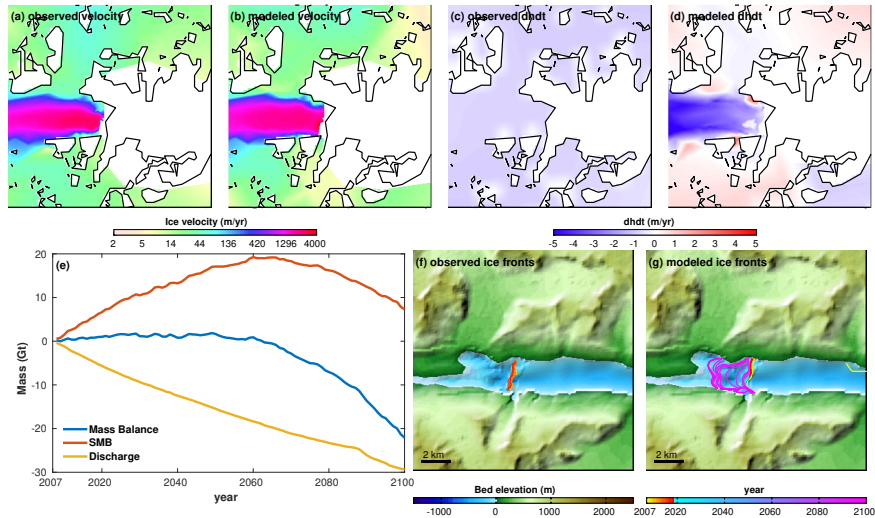 (a) observed velocity
(b) modeled velocity
(c) observed dhdt
(d) modeled dhdt
Ice velocity (m/yr)
2 5 14 44 136 420 1296 4000
dhdt (m/yr)
-5 -4 -3 -2 -1 0 1 2 3 4 5
(e)
20
10
0
-10
-20
-30
Mass (Gt)
Mass Balance
SMB
Discharge
2007 2020 2040 2060 2080 2100
year
(f) observed ice fronts
2 km
(g) modeled ice fronts
2 km
Bed elevation (m)
-1000 0 1000 2000
year
2007 2020 2040 2060 2080 2100